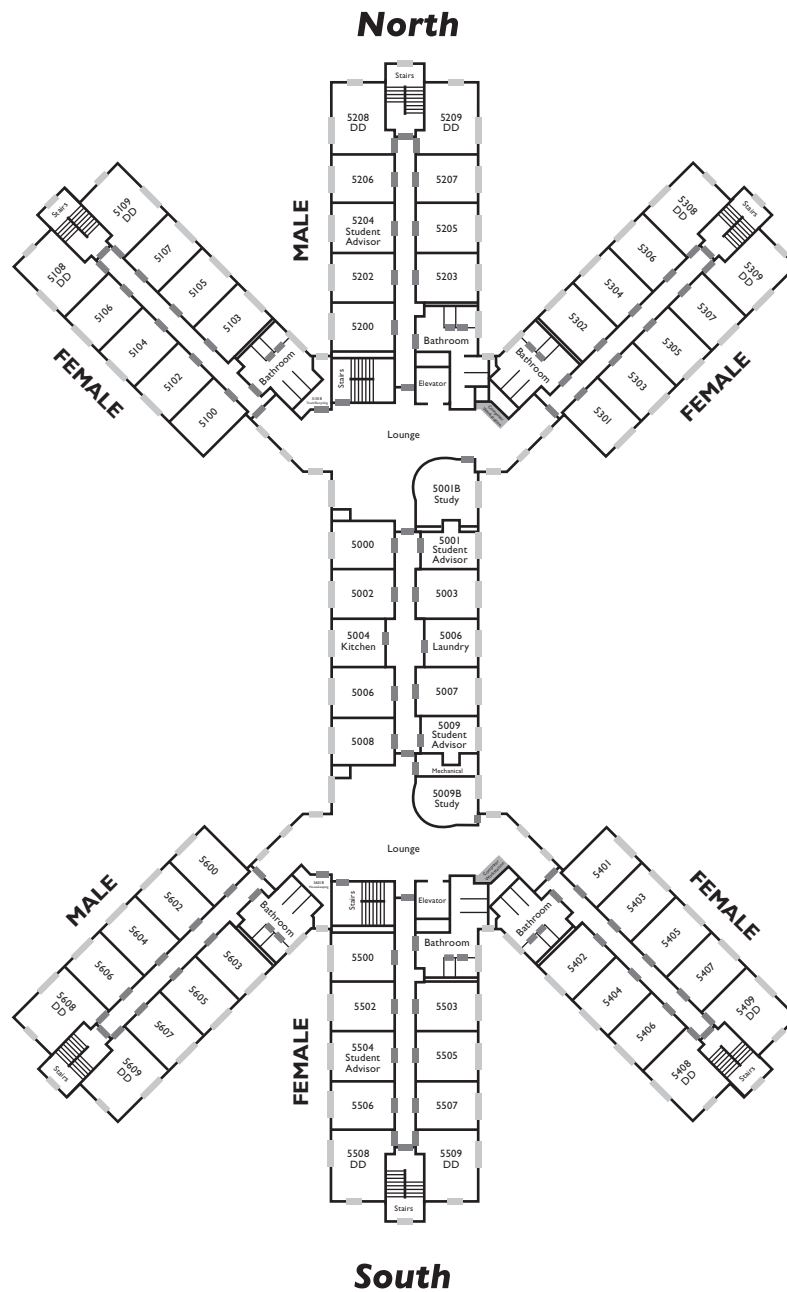 North
Stairs
5208
DD
5209
DD
5206
5207
MALE
5204
Student
Advisor
5205
5202
5203
5200
Bathroom
Stairs
Elevator
Stairs
5109
DD
5107
5105
5103
5108
DD
5106
5104
5102
5100
Bathroom
FEMALE
5308
DD
Stairs
5306
5304
5302
5309
DD
5307
5305
5303
5301
Bathroom
FEMALE
Lounge
5001B
Study
5000
5001
Student
Advisor
5002
5003
5004
Kitchen
5006
Laundry
5006
5007
5008
5009
Student
Advisor
Mechanical
5009B
Study
Lounge
MALE
5600
5602
5604
5606
5608
DD
Bathroom
5603
5605
5607
5609
DD
Stairs
Stairs
Elevator
Bathroom
5500
5502
5503
FEMALE
5504
Student
Advisor
5505
5506
5507
5508
DD
5509
DD
Stairs
FEMALE
5401
5403
5405
5407
5409
DD
Bathroom
5402
5404
5406
5408
DD
Stairs
South